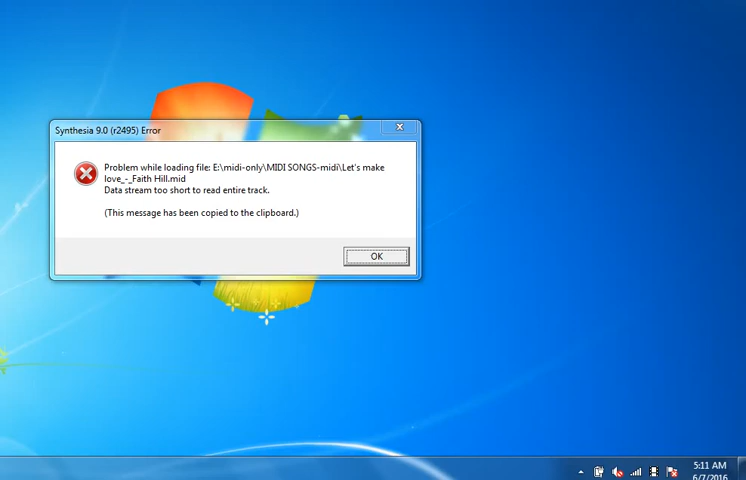 Synthesia 9.0 (r2495) Error
Problem while loading file: E:\midi-only\MIDI SONGS-midi\Let's make
love_-_Faith Hill.mid
Data stream too short to read entire track.
(This message has been copied to the clipboard.)
OK
5:11 AM
6/7/2016